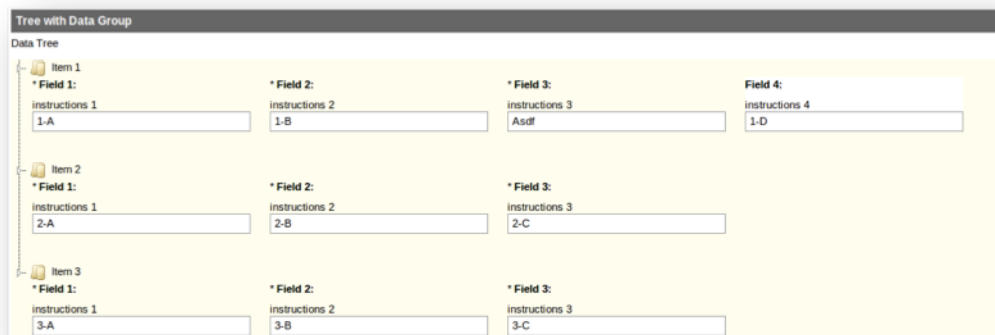 Tree with Data Group
Data Tree
Item 1
* Field 1: * Field 2: * Field 3: Field 4:
instructions 1 instructions 2 instructions 3 instructions 4
1-A 1-B Asdf 1-D
Item 2
* Field 1: * Field 2: * Field 3:
instructions 1 instructions 2 instructions 3
2-A 2-B 2-C
Item 3
* Field 1: * Field 2: * Field 3:
instructions 1 instructions 2 instructions 3
3-A 3-B 3-C